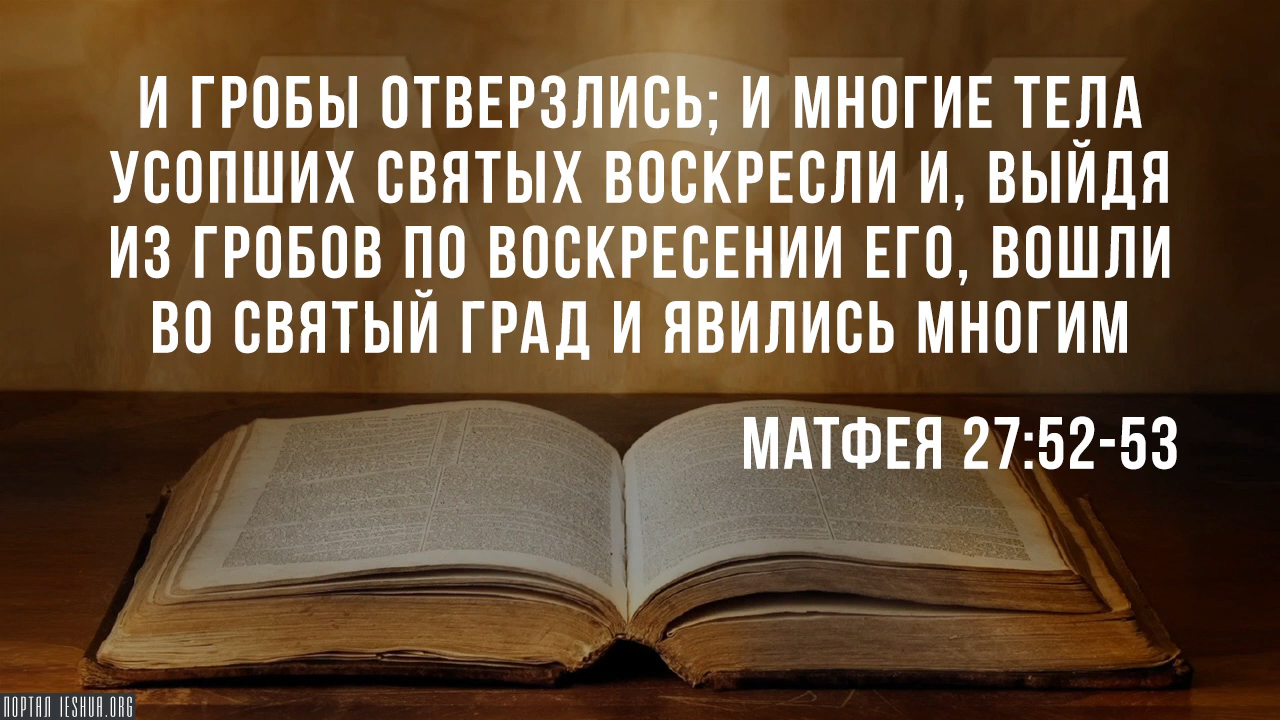 И ГРОБЫ ОТВЕРЗЛИСЬ; И МНОГИЕ ТЕЛА
УСОПШИХ СВЯТЫХ ВОСКРЕСЛИ И, ВЫЙДЯ
ИЗ ГРОБОВ ПО ВОСКРЕСЕНИИ ЕГО, ВОШЛИ
ВО СВЯТЫЙ ГРАД И ЯВИЛИСЬ МНОГИМ
МАТФЕЯ 27:52-53
ПОРТАЛ IESHUA.ORG